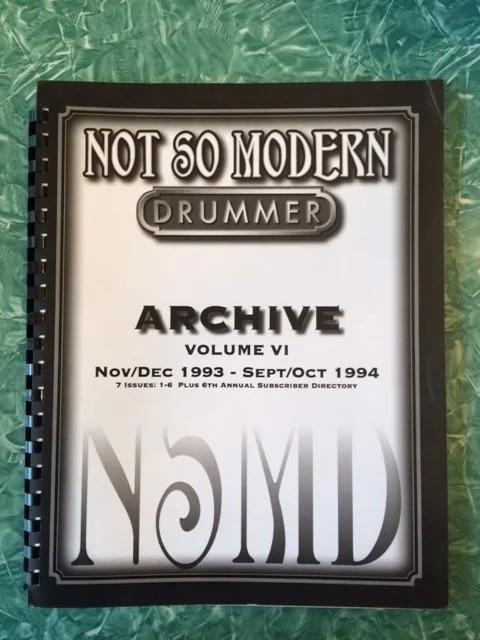 NOT SO MODERN
DRUMMER
ARCHIVE
VOLUME VI
NOV/DEC 1993 - SEPT/OCT 1994
7 ISSUES: 1-6 PLUS 6TH ANNUAL SUBSCRIBER DIRECTORY
NSMD